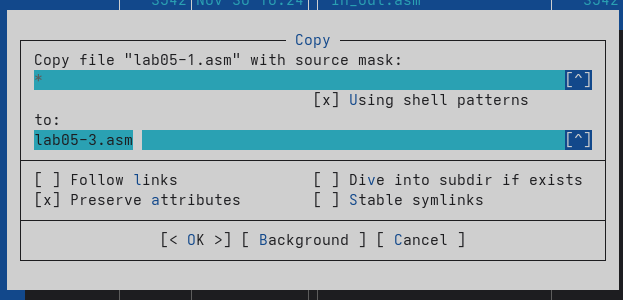 3542 Nov 30 16:24 in_out.asm 3542
Copy
Copy file "lab05-1.asm" with source mask:
* [^]
[x] Using shell patterns
to:
lab05-3.asm [^]
[ ] Follow links [ ] Dive into subdir if exists
[x] Preserve attributes [ ] Stable symlinks
[< OK >] [ Background ] [ Cancel ]